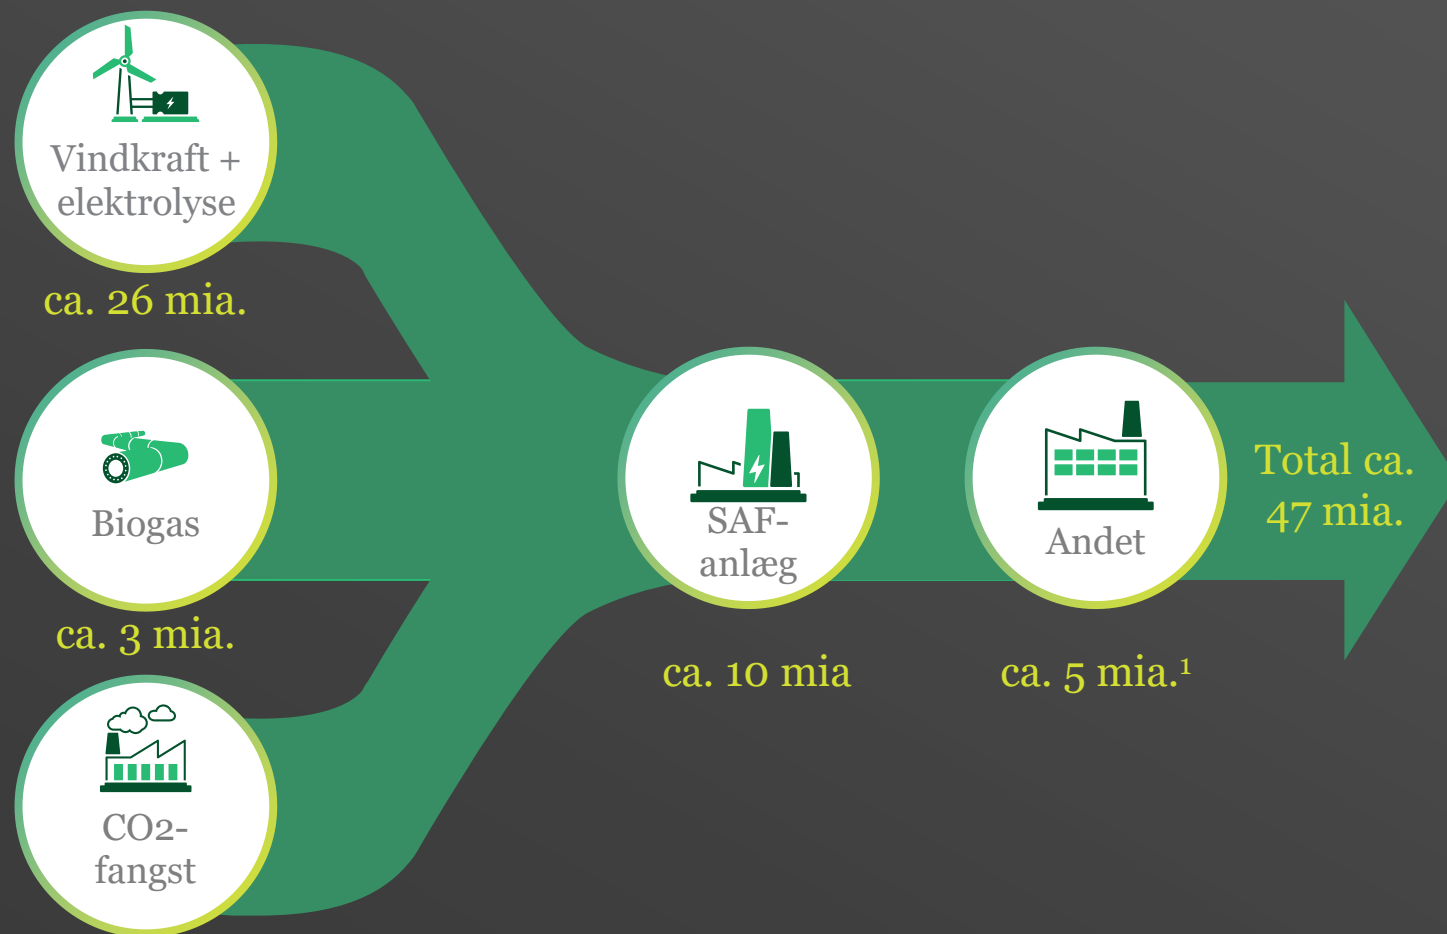 Vindkraft +
elektrolyse
ca. 26 mia.
Biogas
ca. 3 mia.
CO2-
fangst
SAF-
anlæg
ca. 10 mia
Andet
ca. 5 mia.¹
Total ca.
47 mia.